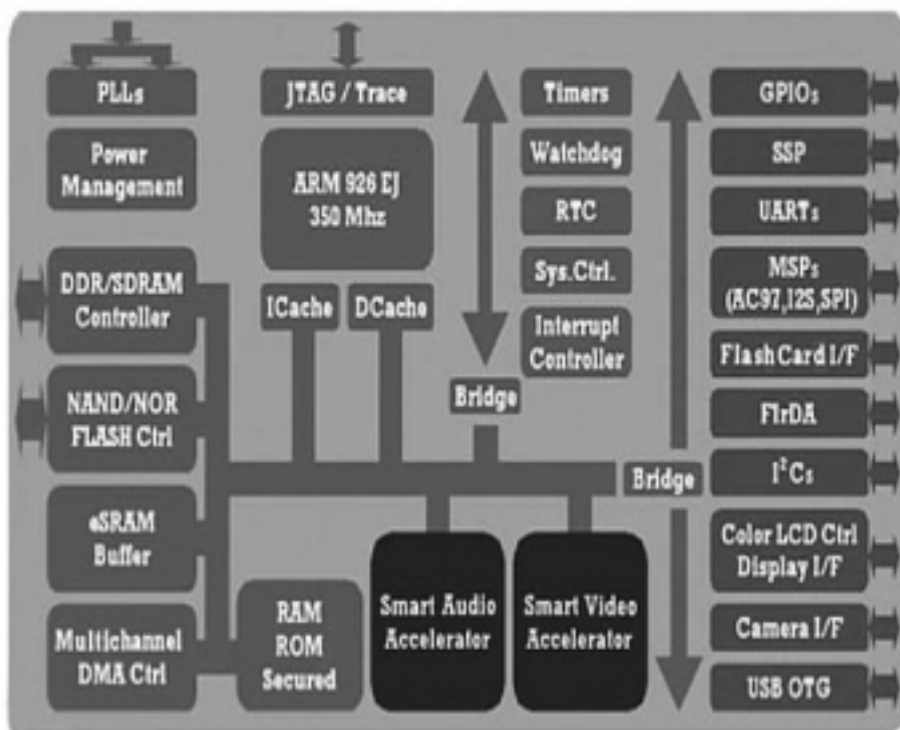 PLLs
Power
Management
DDR/SDRAM
Controller
NAND/NOR
FLASH Ctrl
eSRAM
Buffer
Multichannel
DMA Ctrl
JTAG / Trace
ARM 926 EJ
350 Mhz
ICache
DCache
RAM
ROM
Secured
Smart Audio
Accelerator
Smart Video
Accelerator
Bridge
Timers
Watchdog
RTC
Sys.Ctrl.
Interrupt
Controller
Bridge
GPIOs
SSP
UARTs
MSPs
(AC97,I2S,SPI)
FlashCard I/F
FIrDA
I²Cs
Color LCD Ctrl
Display I/F
Camera I/F
USB OTG